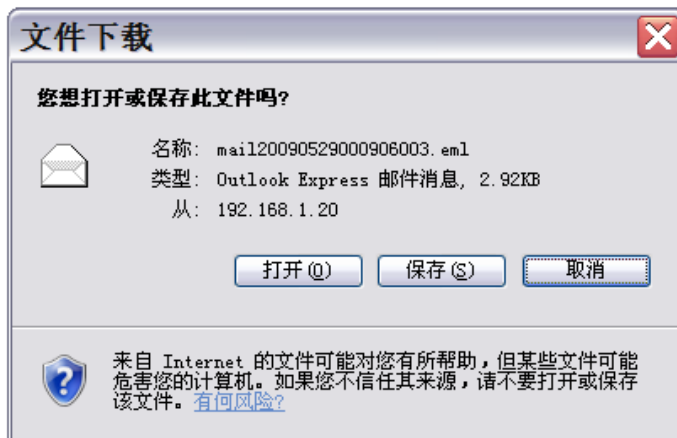 文件下载
您想打开或保存此文件吗?
名称: mail20090529000906003.eml
类型: Outlook Express 邮件消息, 2.92KB
从: 192.168.1.20
打开(O) 保存(S) 取消
来自 Internet 的文件可能对您有所帮助,但某些文件可能
危害您的计算机。如果您不信任其来源,请不要打开或保存
该文件。有何风险?